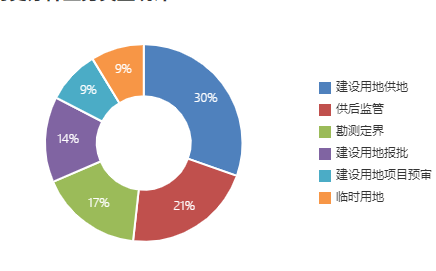 30%
21%
17%
14%
9%
9%
建设用地供地
供后监管
勘测定界
建设用地报批
建设用地项目预审
临时用地